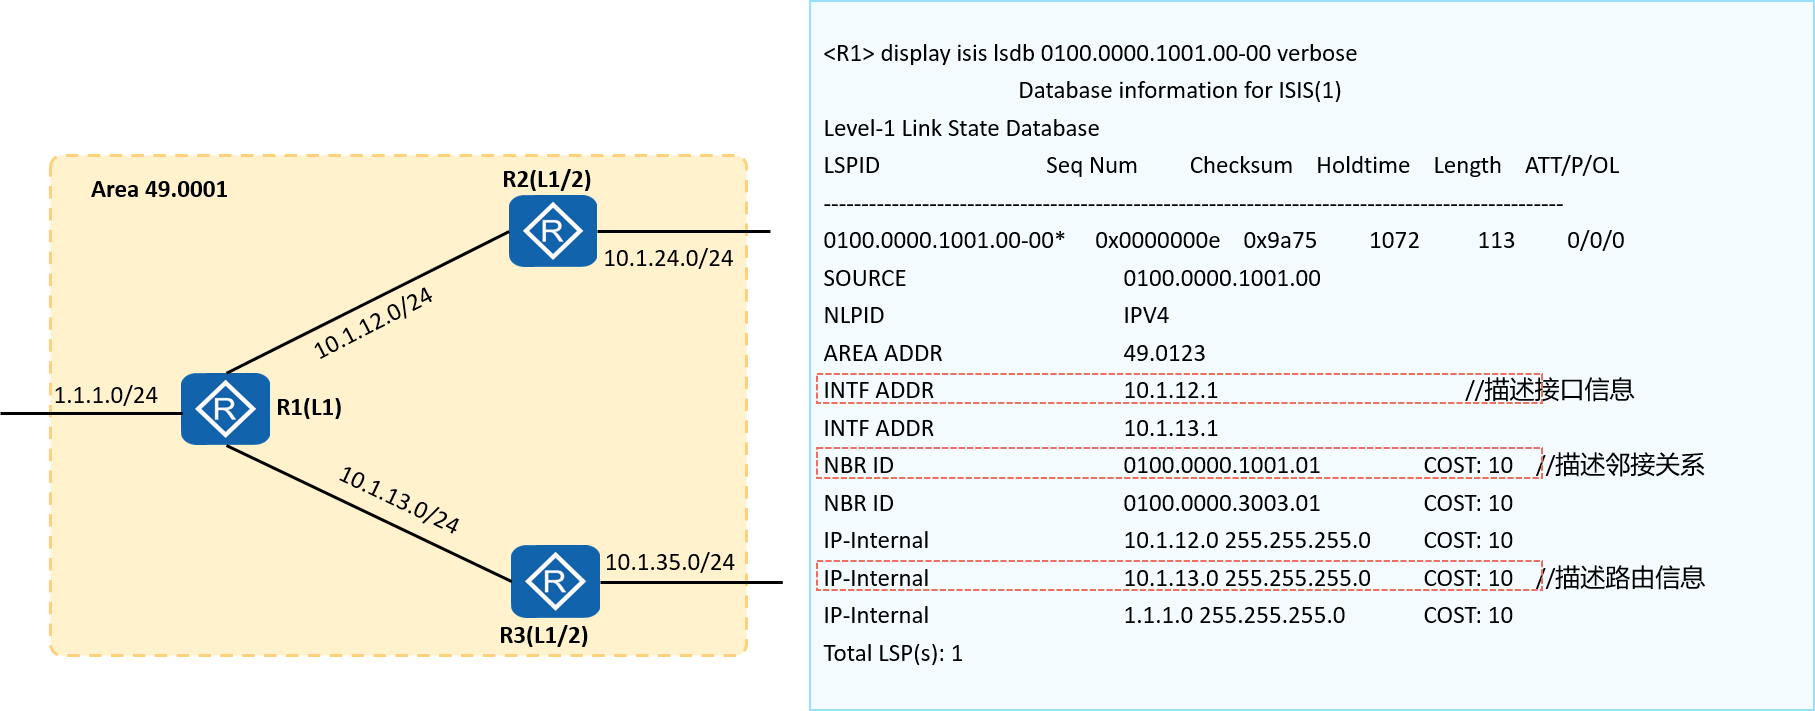 Area 49.0001
R2(L1/2)
10.1.24.0/24
10.1.12.0/24
1.1.1.0/24
R1(L1)
10.1.13.0/24
10.1.35.0/24
R3(L1/2)
R
R
R
<R1> display isis lsdb 0100.0000.1001.00-00 verbose
Database information for ISIS(1)
Level-1 Link State Database
LSPID Seq Num Checksum Holdtime Length ATT/P/OL
--------------------------------------------------------------------------------------------------
0100.0000.1001.00-00* 0x0000000e 0x9a75 1072 113 0/0/0
SOURCE 0100.0000.1001.00
NLPID IPV4
AREA ADDR 49.0123
INTF ADDR 10.1.12.1 //描述接口信息
INTF ADDR 10.1.13.1
NBR ID 0100.0000.1001.01 COST: 10 //描述邻接关系
NBR ID 0100.0000.3003.01 COST: 10
IP-Internal 10.1.12.0 255.255.255.0 COST: 10
IP-Internal 10.1.13.0 255.255.255.0 COST: 10 //描述路由信息
IP-Internal 1.1.1.0 255.255.255.0 COST: 10
Total LSP(s): 1